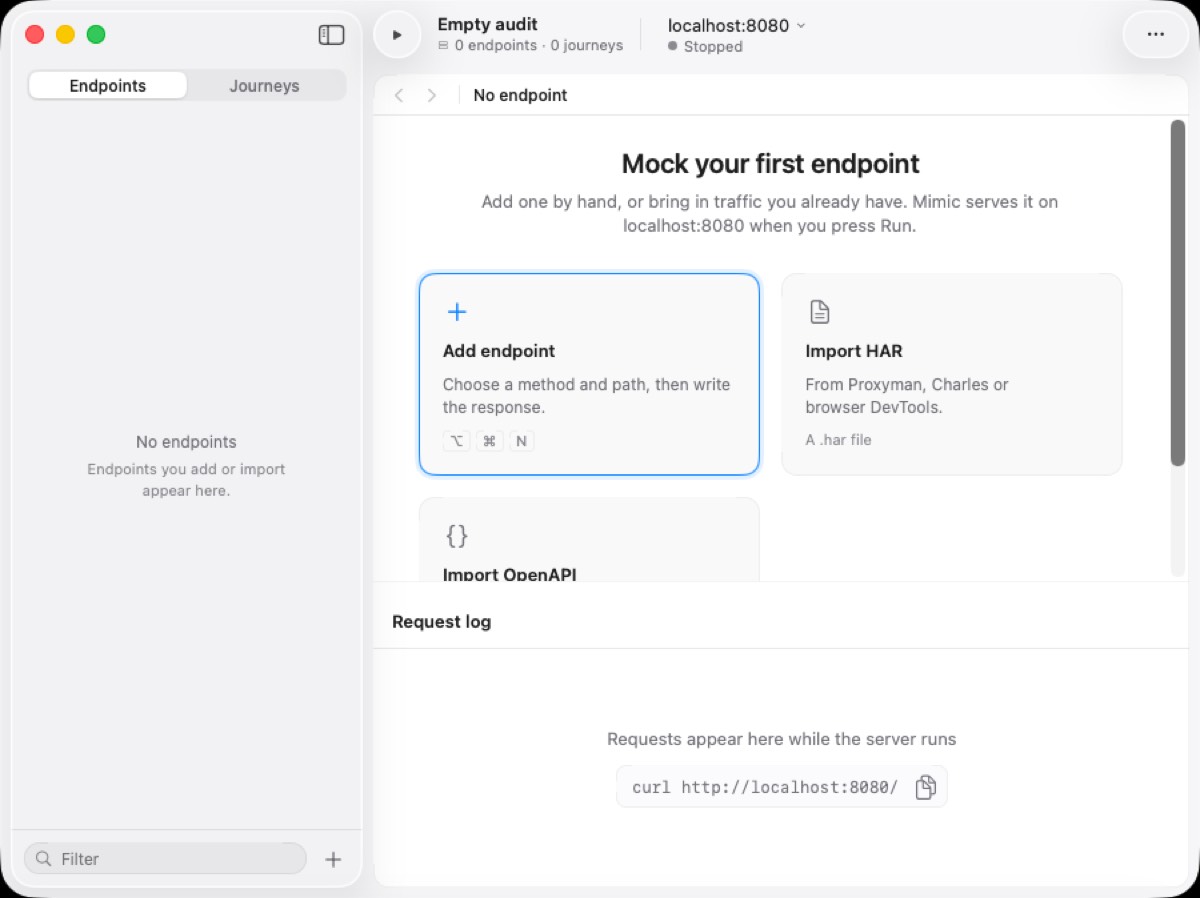 Empty audit
0 endpoints · 0 journeys
localhost:8080
Stopped
Endpoints
Journeys
No endpoint
Mock your first endpoint
Add one by hand, or bring in traffic you already have. Mimic serves it on
localhost:8080 when you press Run.
Add endpoint
Choose a method and path, then write
the response.
⌥ ⌘ N
Import HAR
From Proxyman, Charles or
browser DevTools.
A .har file
{}
Import OpenAPI
No endpoints
Endpoints you add or import
appear here.
Request log
Requests appear here while the server runs
curl http://localhost:8080/
Filter